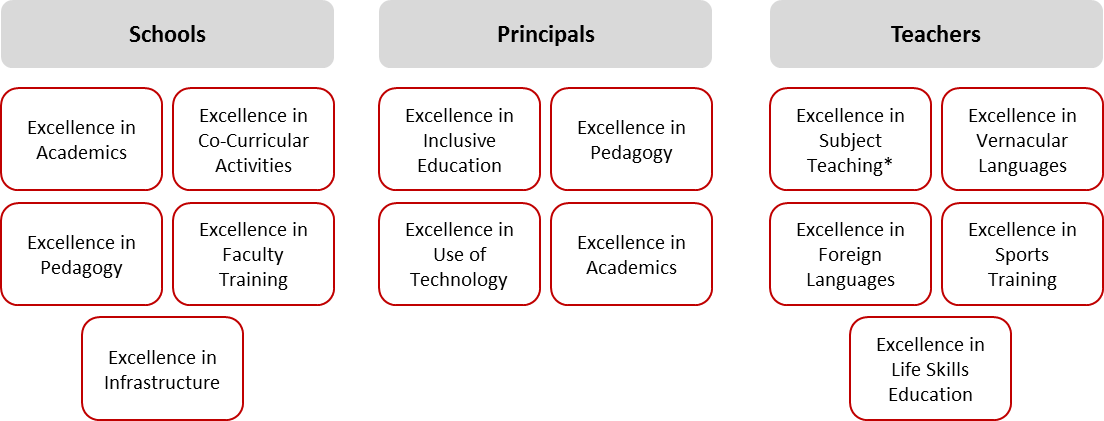 Schools
Excellence in
Academics
Excellence in
Co-Curricular
Activities
Excellence in
Pedagogy
Excellence in
Faculty
Training
Excellence in
Infrastructure
Principals
Excellence in
Inclusive
Education
Excellence in
Pedagogy
Excellence in
Use of
Technology
Excellence in
Academics
Teachers
Excellence in
Subject
Teaching*
Excellence in
Vernacular
Languages
Excellence in
Foreign
Languages
Excellence in
Sports
Training
Excellence in
Life Skills
Education